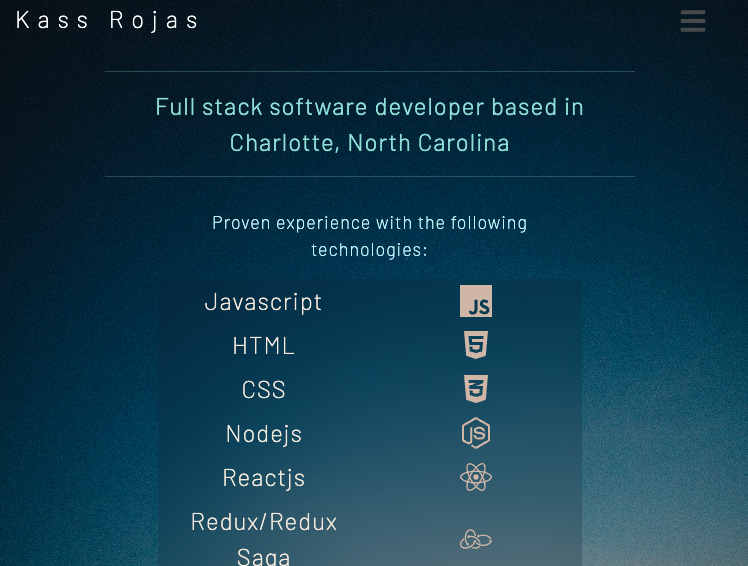 Kass Rojas
Full stack software developer based in
Charlotte, North Carolina
Proven experience with the following
technologies:
Javascript
JS
HTML
5
CSS
3
Nodejs
JS
Reactjs
Redux/Redux
Saga